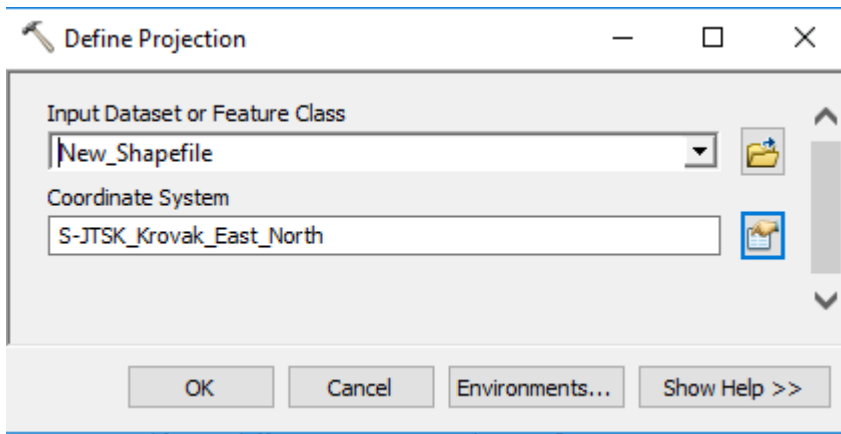 Define Projection
Input Dataset or Feature Class
New_Shapefile
Coordinate System
S-JTSK_Krovak_East_North
OK Cancel Environments... Show Help >>